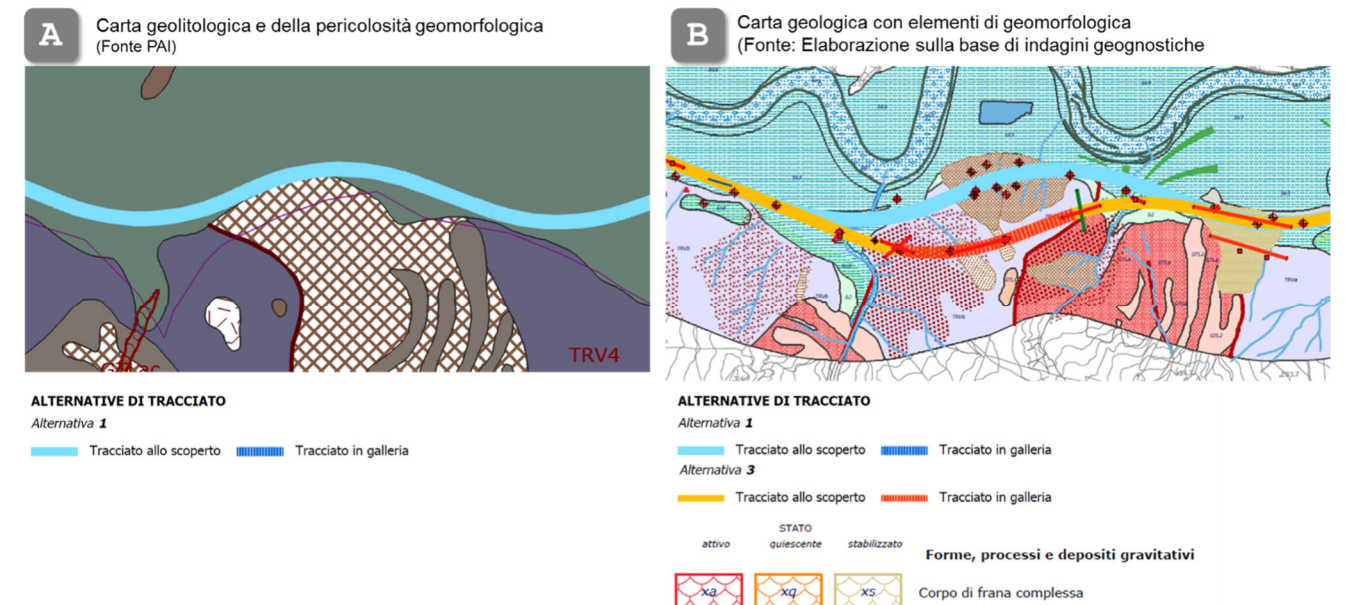 A
Carta geolitologica e della pericolosità geomorfologica
(Fonte PAI)
TRV4
ALTERNATIVE DI TRACCIATO
Alternativa 1
Tracciato allo scoperto
Tracciato in galleria
B
Carta geologica con elementi di geomorfologica
(Fonte: Elaborazione sulla base di indagini geognostiche
ALTERNATIVE DI TRACCIATO
Alternativa 1
Tracciato allo scoperto
Tracciato in galleria
Alternativa 3
Tracciato allo scoperto
Tracciato in galleria
STATO
attivo
quiescente
stabilizzato
Forme, processi e depositi gravitativi
xa
xq
xs
Corpo di frana complessa